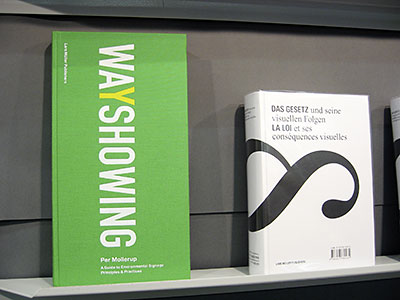 Lars Müller Publishers
WAYSHOWING
Per Mollerup
A Guide to Environmental Signage
Principles & Practices
DAS GESETZ und seine
visuellen Folgen
LA LOI et ses
conséquences visuelles